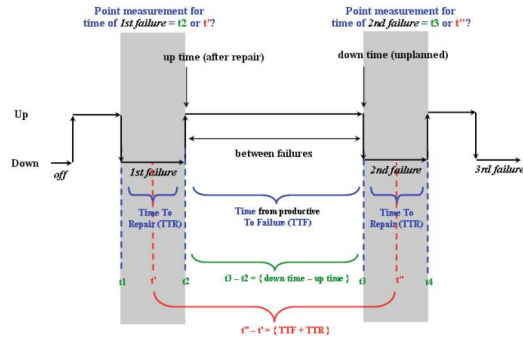 Point measurement for
time of 1st failure = t2 or t'?
Point measurement for
time of 2nd failure = t3 or t"?
up time (after repair)
down time (unplanned)
Up
Down
off
1st failure
between failures
2nd failure
3rd failure
Time To
Repair (TTR)
Time from productive
To Failure (TTF)
Time To
Repair (TTR)
t1
t'
t2
t3 – t2 = {down time – up time}
t3
t"
t4
t" – t' = {TTF + TTR}